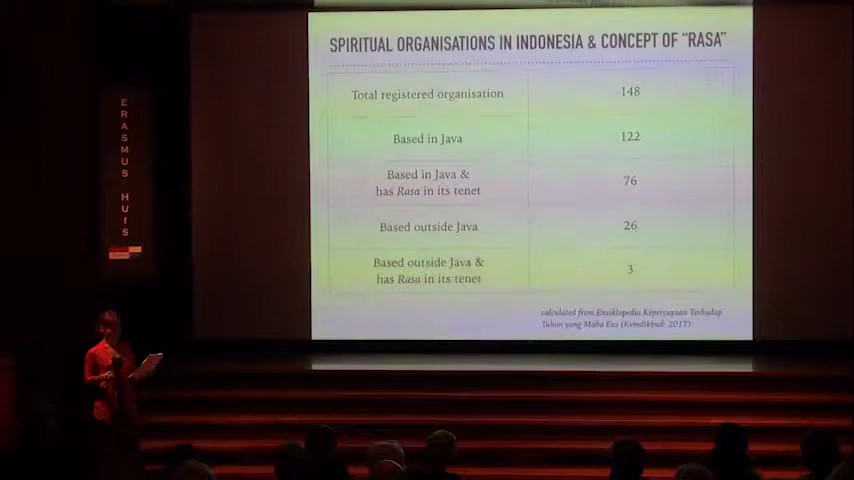 SPIRITUAL ORGANISATIONS IN INDONESIA & CONCEPT OF “RASA”
Total registered organisation 148
Based in Java 122
Based in Java &
has Rasa in its tenet 76
Based outside Java 26
Based outside Java &
has Rasa in its tenet 3
calculated from Ensiklopedia Kepercayaan Terhadap
Tuhan yang Maha Esa (Kemdikbud: 2017)
ERASMUS HUIS